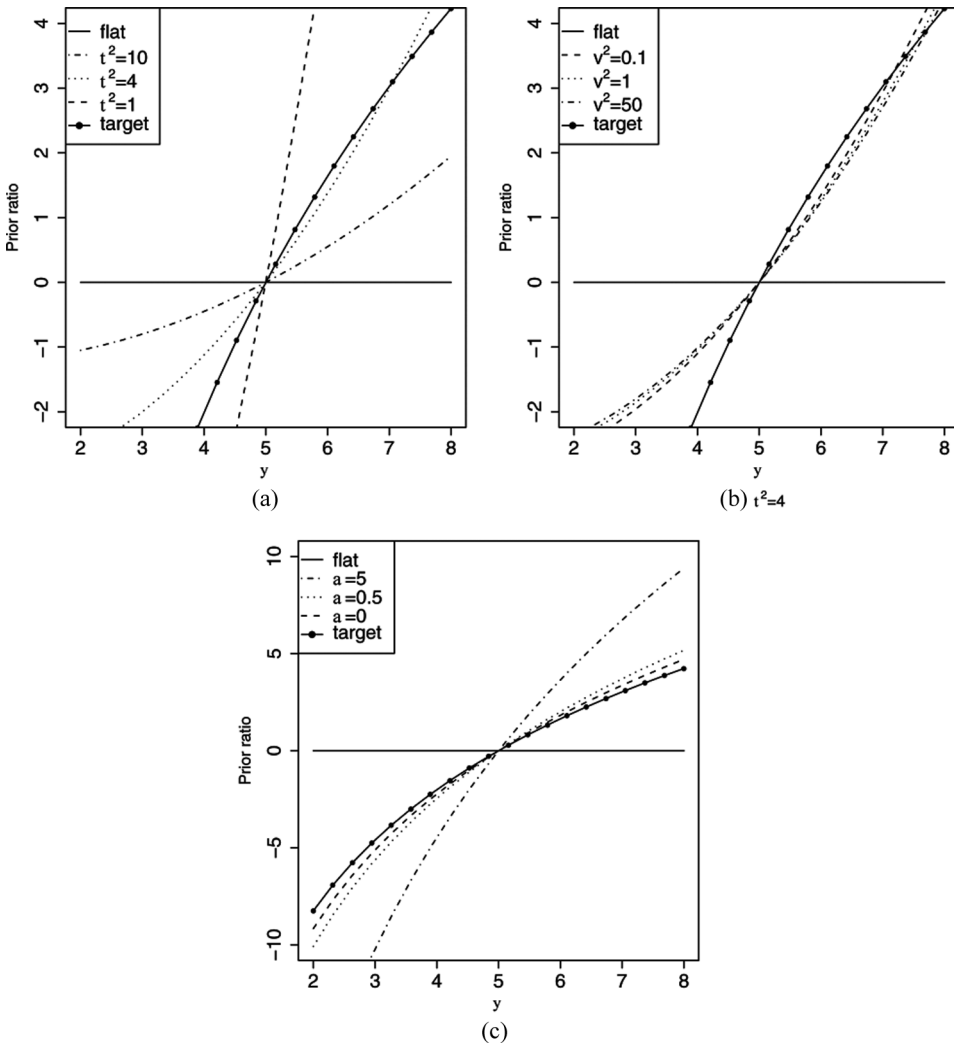 flat
t²=10
t²=4
t²=1
target
4
3
2
1
0
−1
−2
Prior ratio
2 3 4 5 6 7 8
y
(a)
flat
v²=0.1
v²=1
v²=50
target
4
3
2
1
0
−1
−2
Prior ratio
2 3 4 5 6 7 8
y
(b) t²=4
flat
a=5
a=0.5
a=0
target
10
5
0
−5
−10
Prior ratio
2 3 4 5 6 7 8
y
(c)